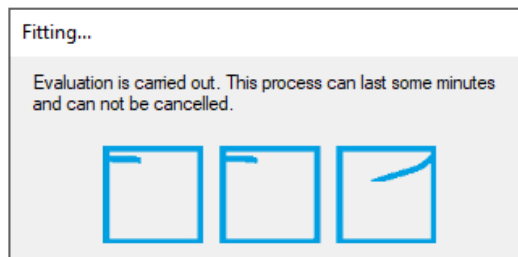 Fitting...
Evaluation is carried out. This process can last some minutes
and can not be cancelled.